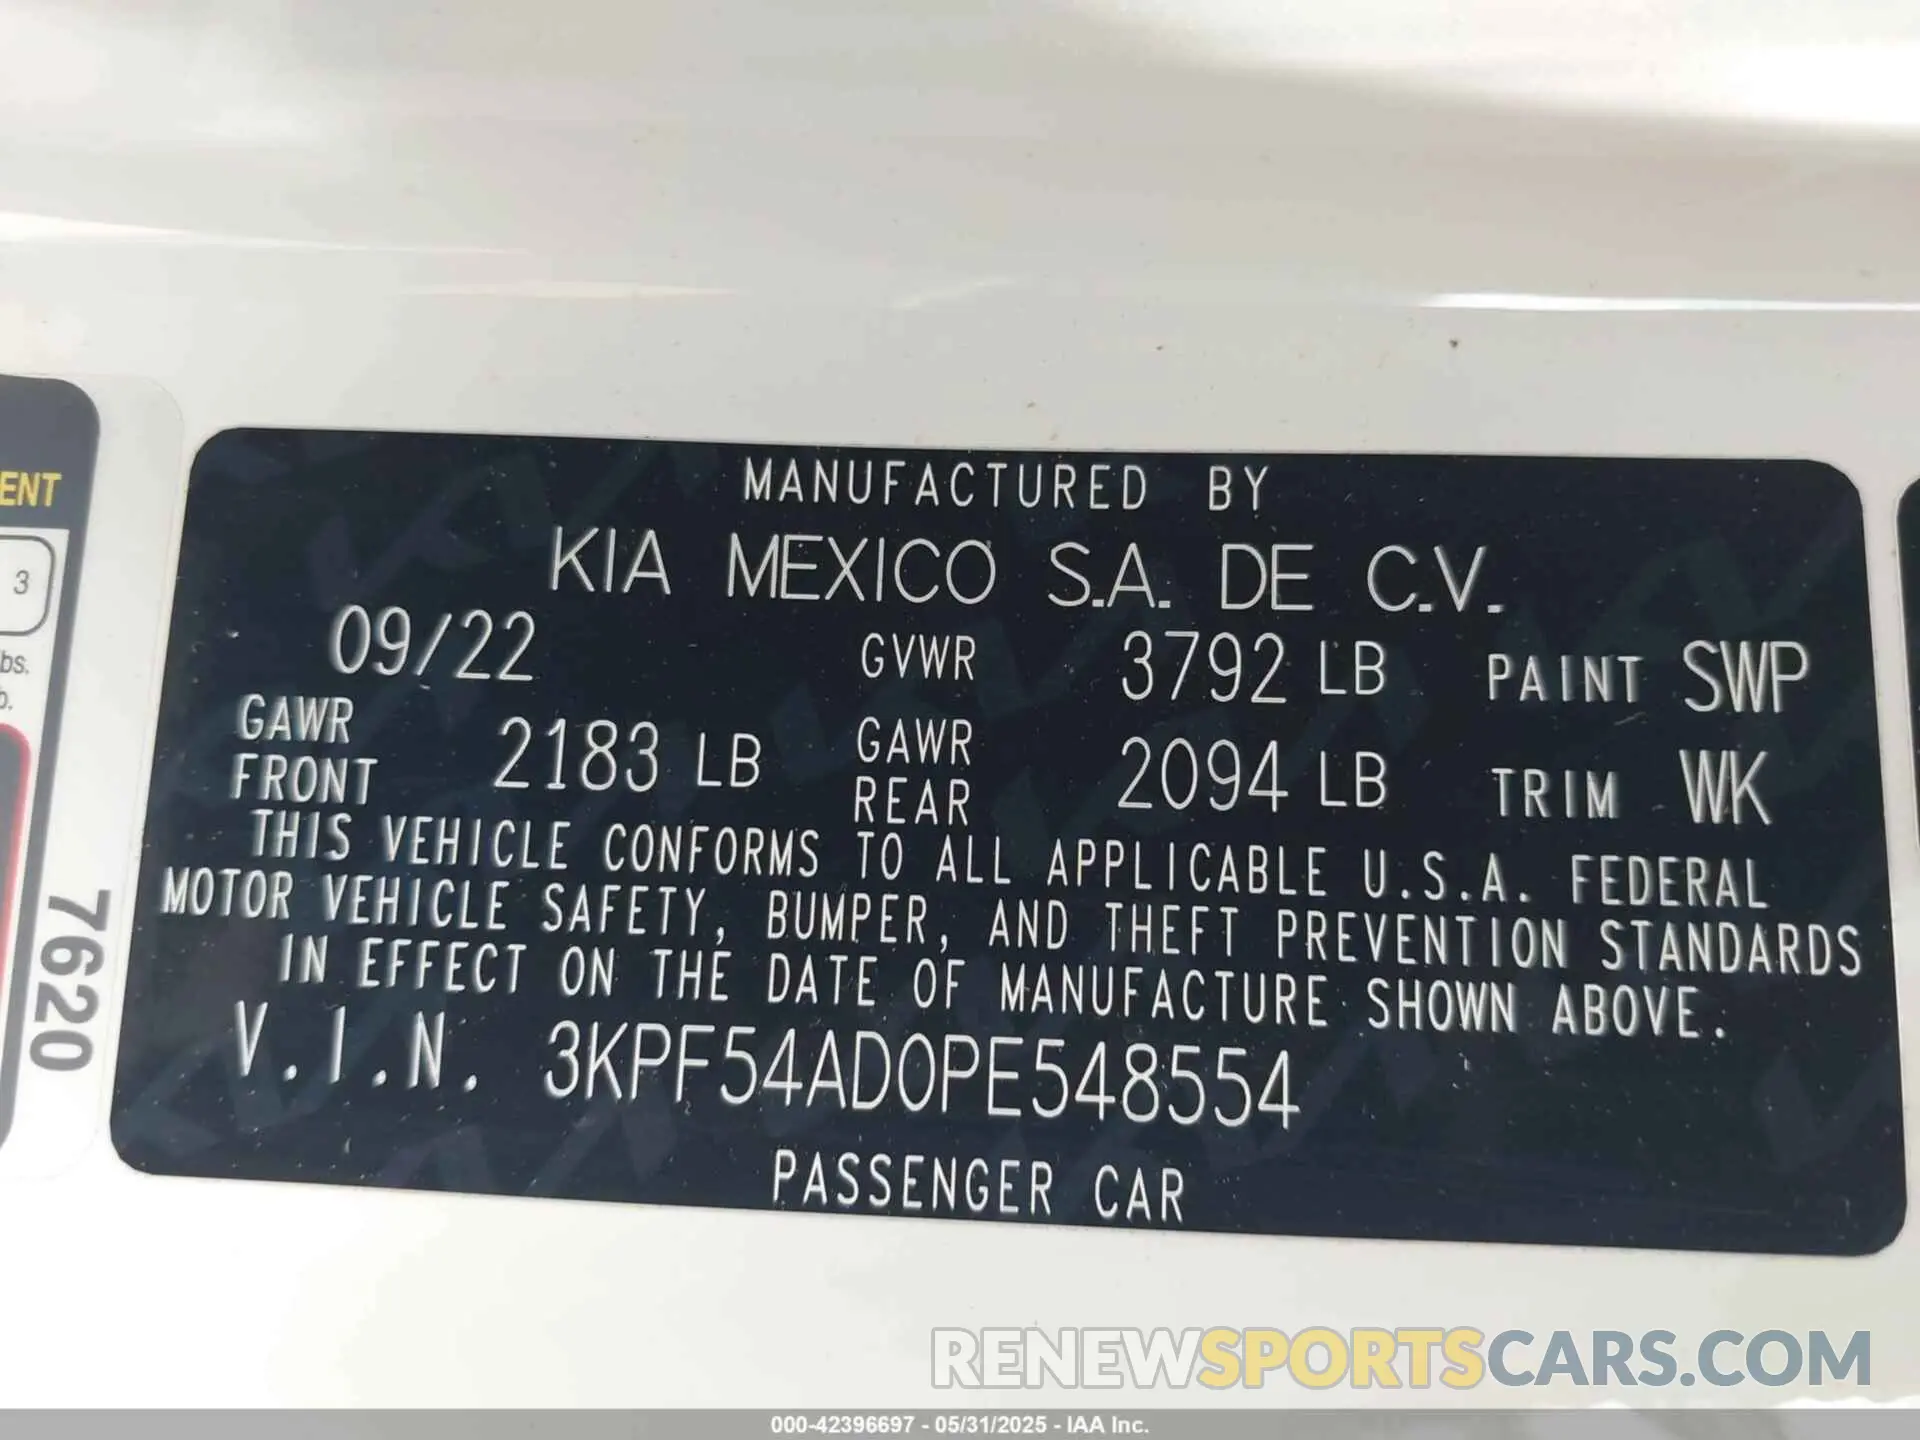 MANUFACTURED BY
KIA MEXICO S.A. DE C.V.
09/22 GVWR 3792 LB PAINT SWP
GAWR FRONT 2183 LB GAWR REAR 2094 LB TRIM WK
THIS VEHICLE CONFORMS TO ALL APPLICABLE U.S.A. FEDERAL
MOTOR VEHICLE SAFETY, BUMPER, AND THEFT PREVENTION STANDARDS
IN EFFECT ON THE DATE OF MANUFACTURE SHOWN ABOVE.
V.I.N. 3KPF54AD0PE548554
PASSENGER CAR
3
7620
RENEWSPORTSCARS.COM
000-42396697 - 05/31/2025 - IAA Inc.